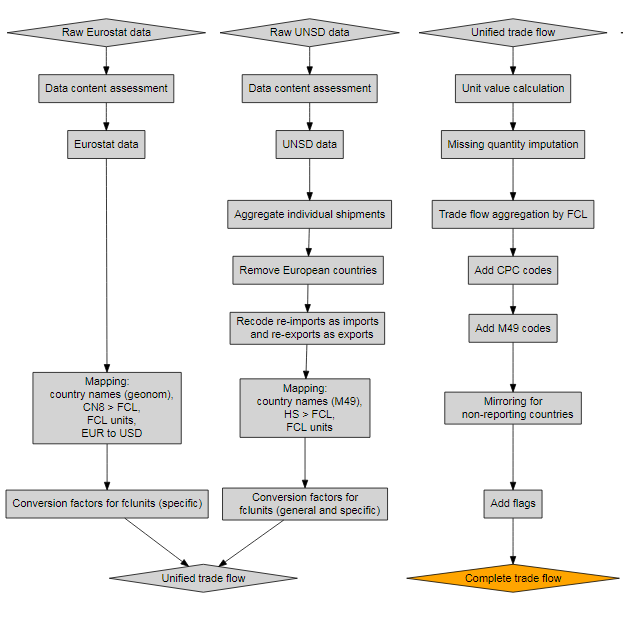 Raw Eurostat data
Data content assessment
Eurostat data
Mapping:
country names (geonom),
CN8 > FCL,
FCL units,
EUR to USD
Conversion factors for fclunits (specific)
Raw UNSD data
Data content assessment
UNSD data
Aggregate individual shipments
Remove European countries
Recode re-imports as imports
and re-exports as exports
Mapping:
country names (M49),
HS > FCL,
FCL units
Conversion factors for
fclunits (general and specific)
Unified trade flow
Unified trade flow
Unit value calculation
Missing quantity imputation
Trade flow aggregation by FCL
Add CPC codes
Add M49 codes
Mirroring for
non-reporting countries
Add flags
Complete trade flow